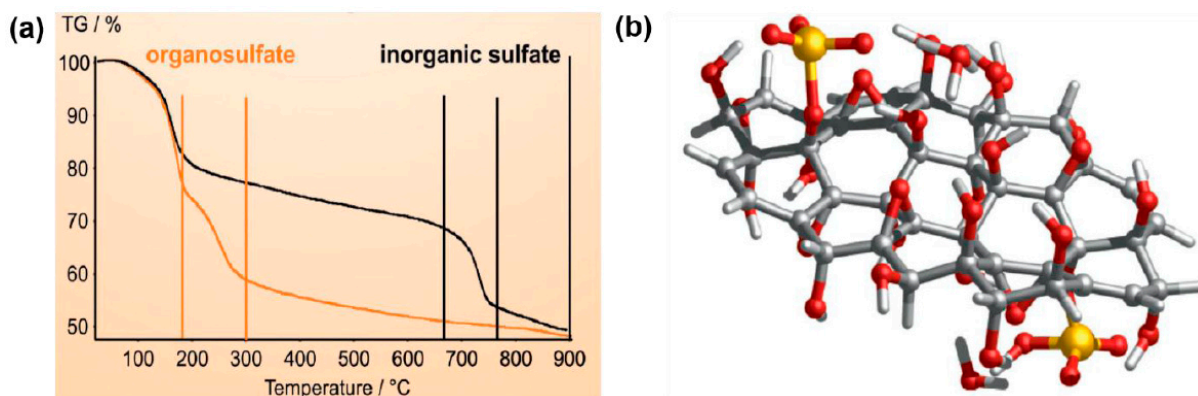 (a)
TG / %
organosulfate
inorganic sulfate
100
90
80
70
60
50
100 200 300 400 500 600 700 800 900
Temperature / °C
(b)